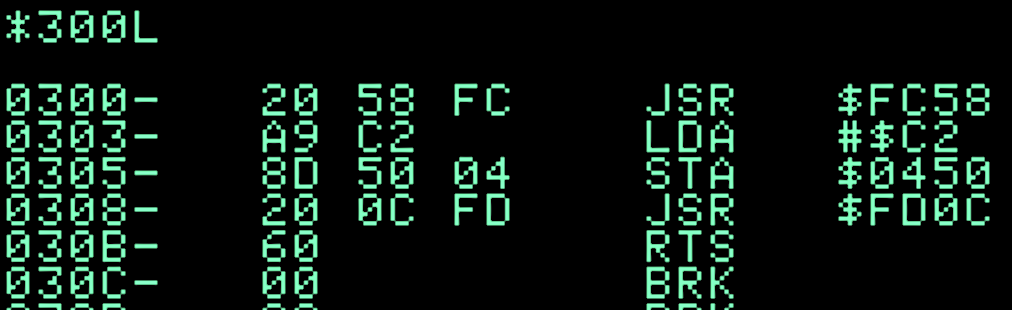 *300L
0300- 20 58 FC JSR $FC58
0303- A9 C2 LDA #$C2
0305- 8D 50 04 STA $0450
0308- 20 0C FD JSR $FD0C
030B- 60 RTS
030C- 00 BRK